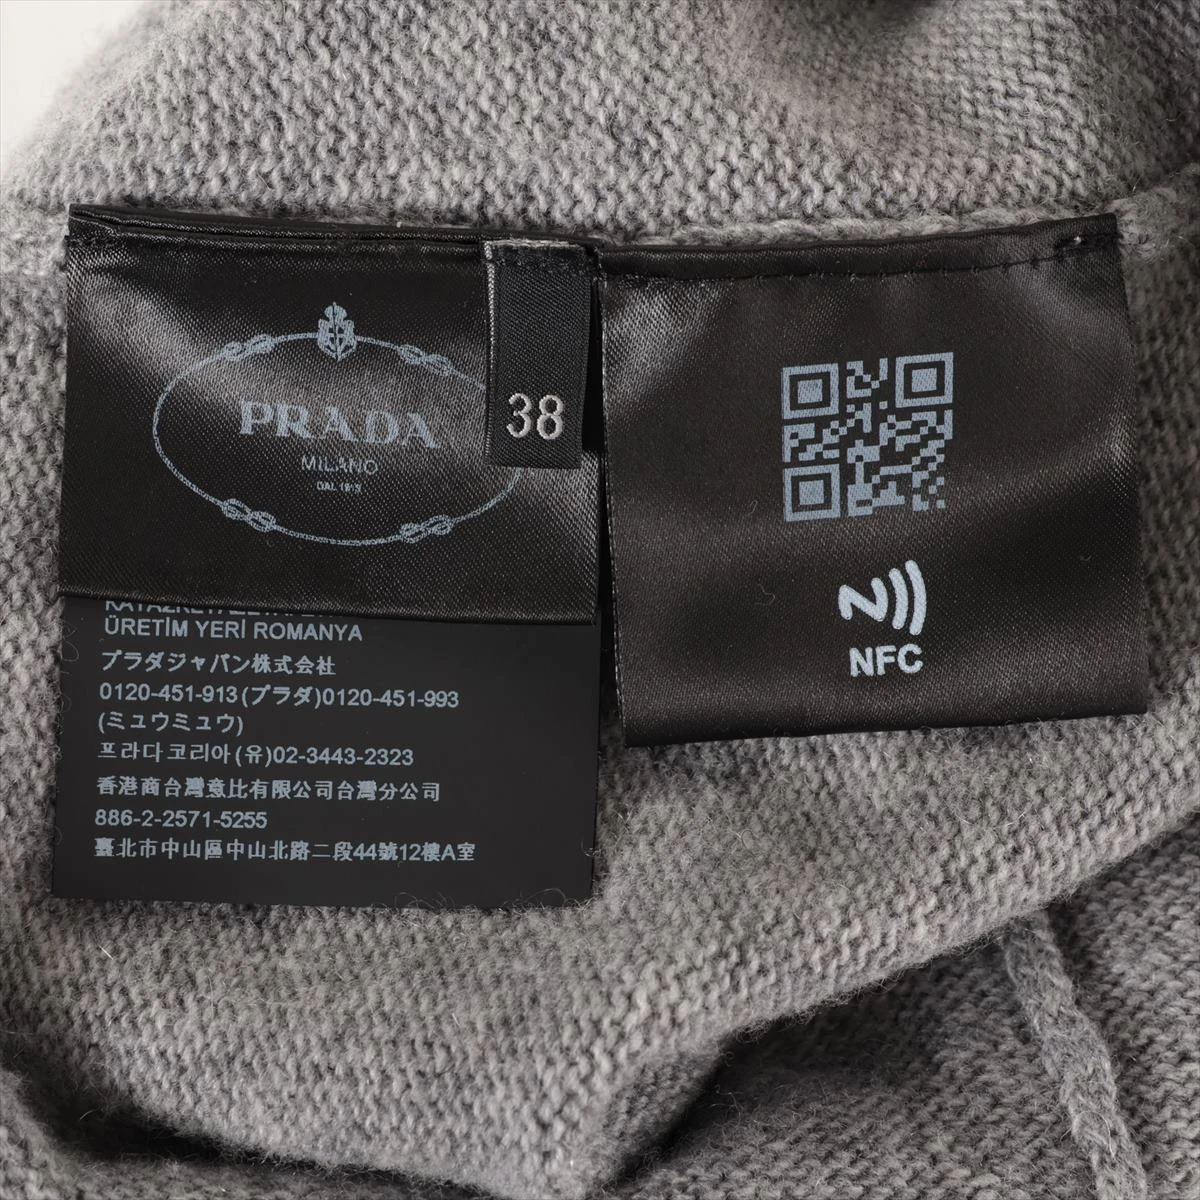 PRADA
MILANO
DAL 1913
38
NFC
ÜRETİM YERİ ROMANYA
プラダジャパン株式会社
0120-451-913(プラダ)0120-451-993
(ミュウミュウ)
프라다코리아(유)02-3443-2323
香港商台灣意比有限公司台灣分公司
886-2-2571-5255
臺北市中山區中山北路二段44號12樓A室